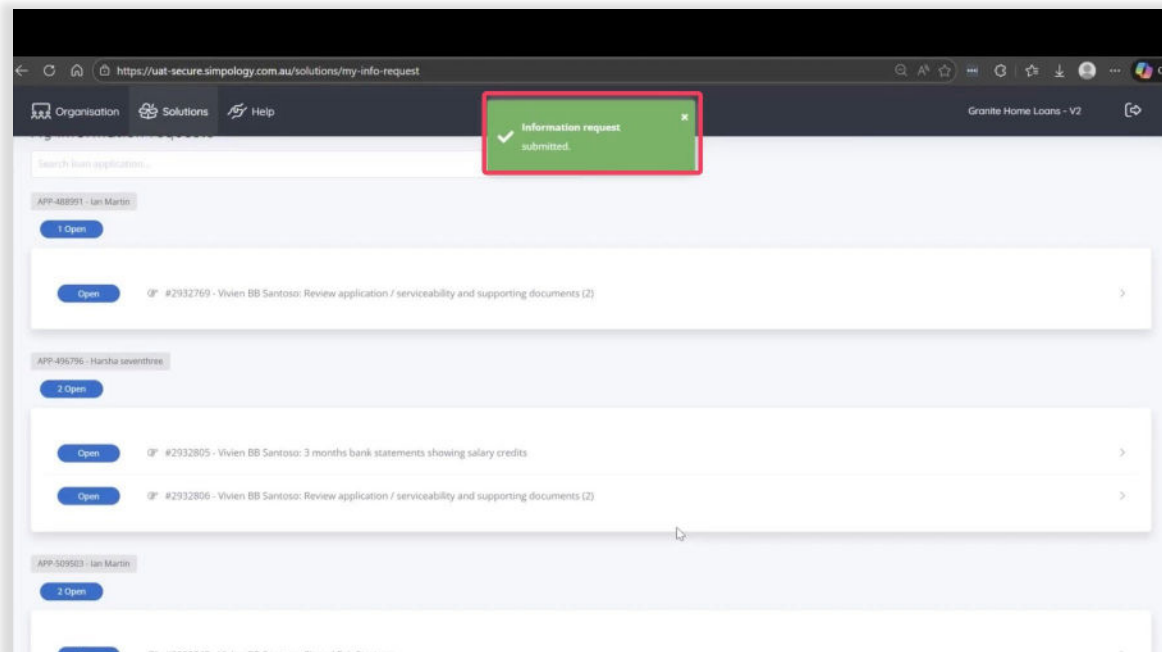 https://uat-secure.simpology.com.au/solutions/my-info-request
Organisation Solutions Help
Granite Home Loans - V2
Information request
submitted.
Search loan application...
APP-488991 - Ian Martin
1 Open
Open #2932769 - Vivien BB Santoso: Review application / serviceability and supporting documents (2)
APP-496796 - Harsha seventhree
2 Open
Open #2932805 - Vivien BB Santoso: 3 months bank statements showing salary credits
Open #2932806 - Vivien BB Santoso: Review application / serviceability and supporting documents (2)
APP-509503 - Ian Martin
2 Open